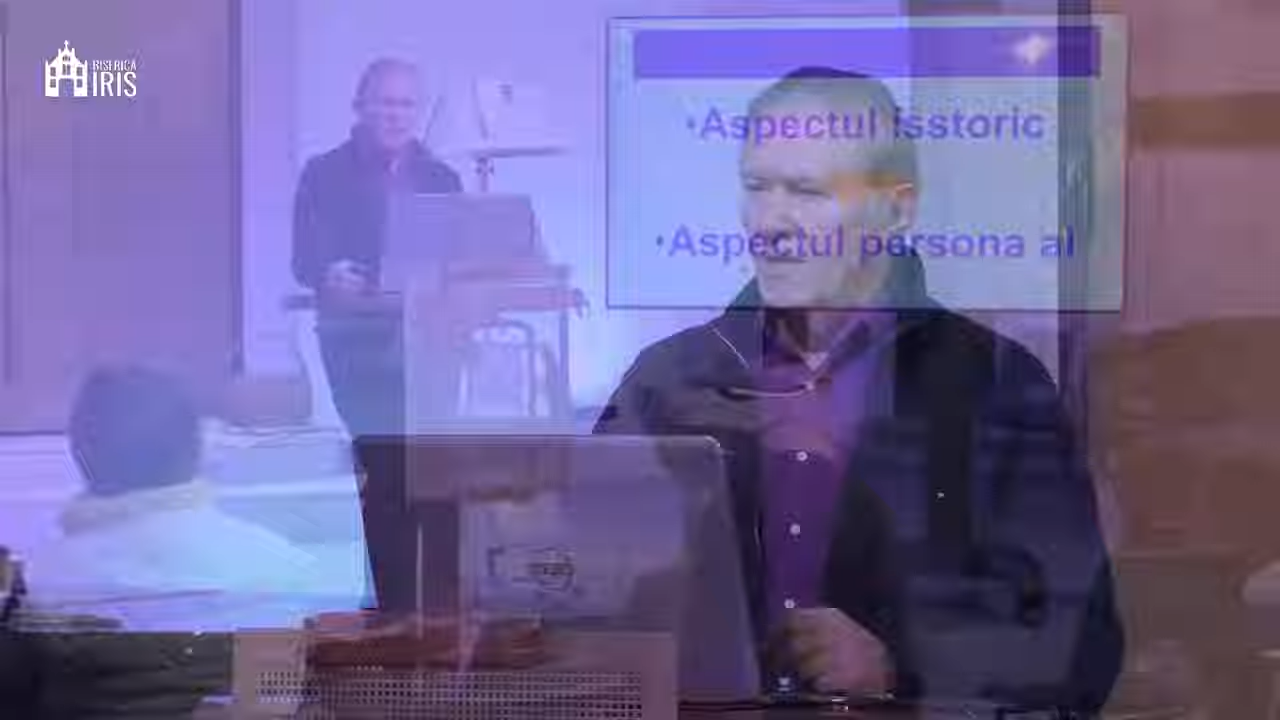 BISERICA
IRIS
•Aspectul isstoric
•Aspectul persona al